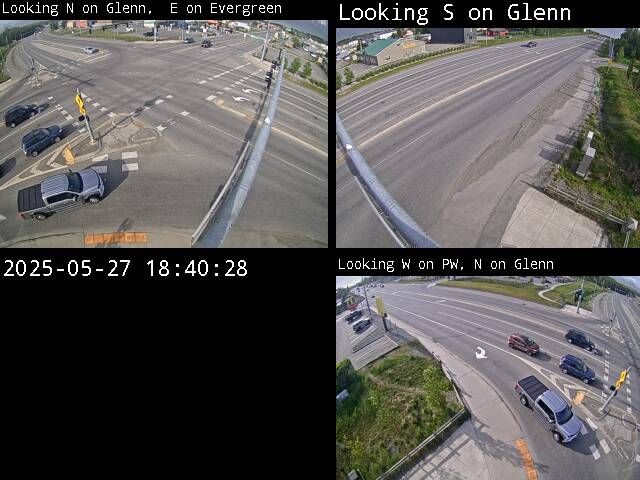 Looking N on Glenn, E on Evergreen
Looking S on Glenn
2025-05-27 18:40:28
Looking W on PW, N on Glenn